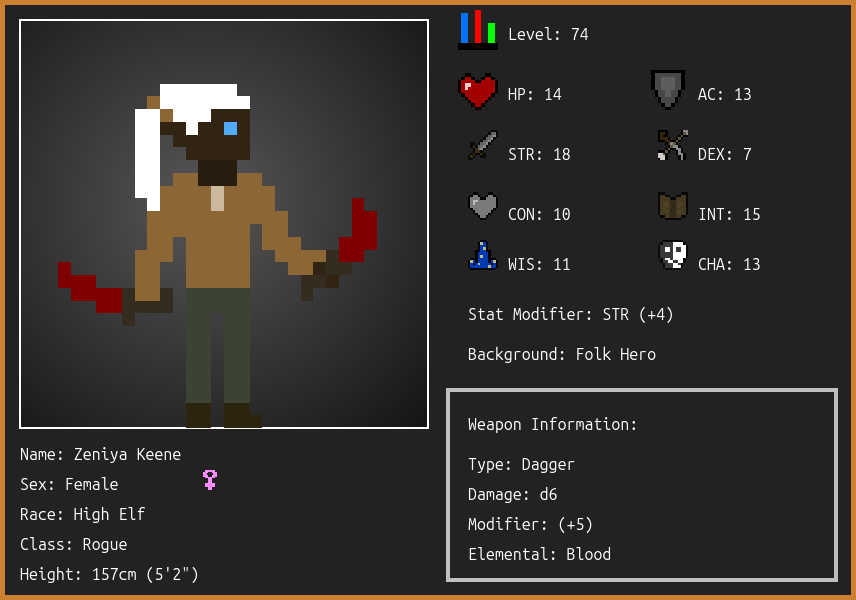 Level: 74
HP: 14
AC: 13
STR: 18
DEX: 7
CON: 10
INT: 15
WIS: 11
CHA: 13
Stat Modifier: STR (+4)
Background: Folk Hero
Weapon Information:
Type: Dagger
Damage: d6
Modifier: (+5)
Elemental: Blood
Name: Zeniya Keene
Sex: Female
Race: High Elf
Class: Rogue
Height: 157cm (5'2")